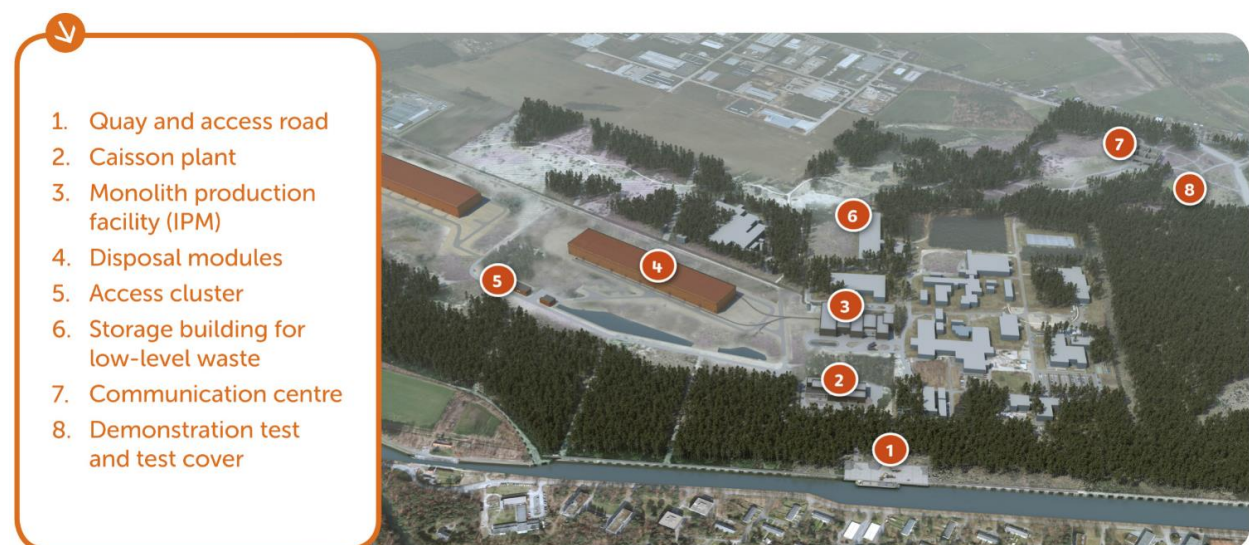 1. Quay and access road
2. Caisson plant
3. Monolith production
facility (IPM)
4. Disposal modules
5. Access cluster
6. Storage building for
low-level waste
7. Communication centre
8. Demonstration test
and test cover
7
8
6
4
5
3
2
1